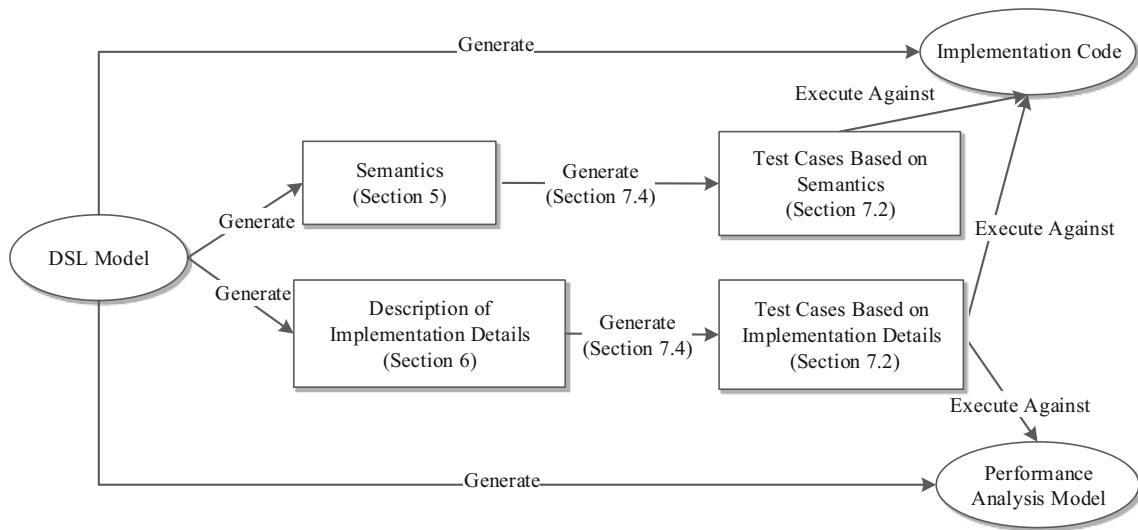 Generate
Implementation Code
Execute Against
Semantics
(Section 5)
Generate
(Section 7.4)
Test Cases Based on
Semantics
(Section 7.2)
Generate
Execute Against
DSL Model
Generate
Description of
Implementation Details
(Section 6)
Generate
(Section 7.4)
Test Cases Based on
Implementation Details
(Section 7.2)
Execute Against
Generate
Performance
Analysis Model